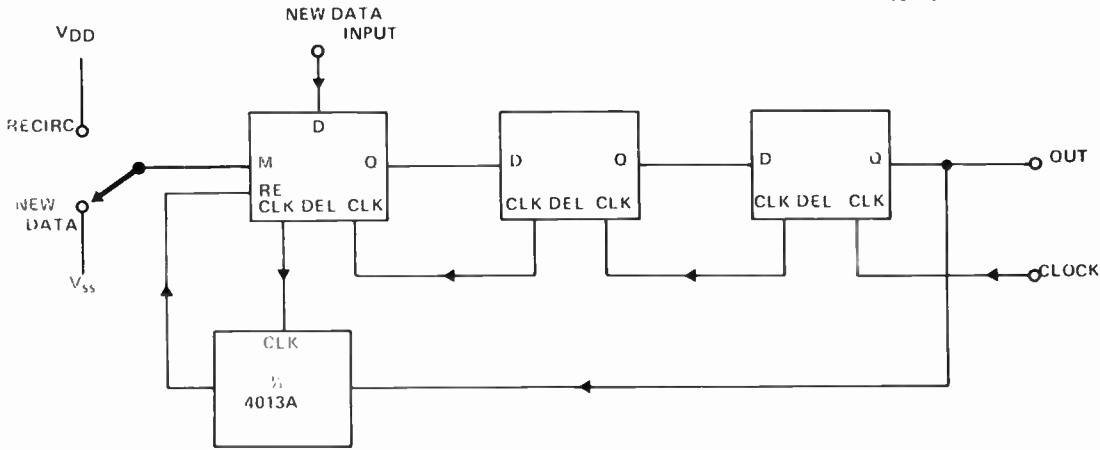 NEW DATA
INPUT
VDD
RECIRC
NEW
DATA
Vss
D
M
Q
RE
CLK DEL CLK
D
Q
CLK DEL CLK
D
Q
CLK DEL CLK
OUT
CLOCK
CLK
½
4013A